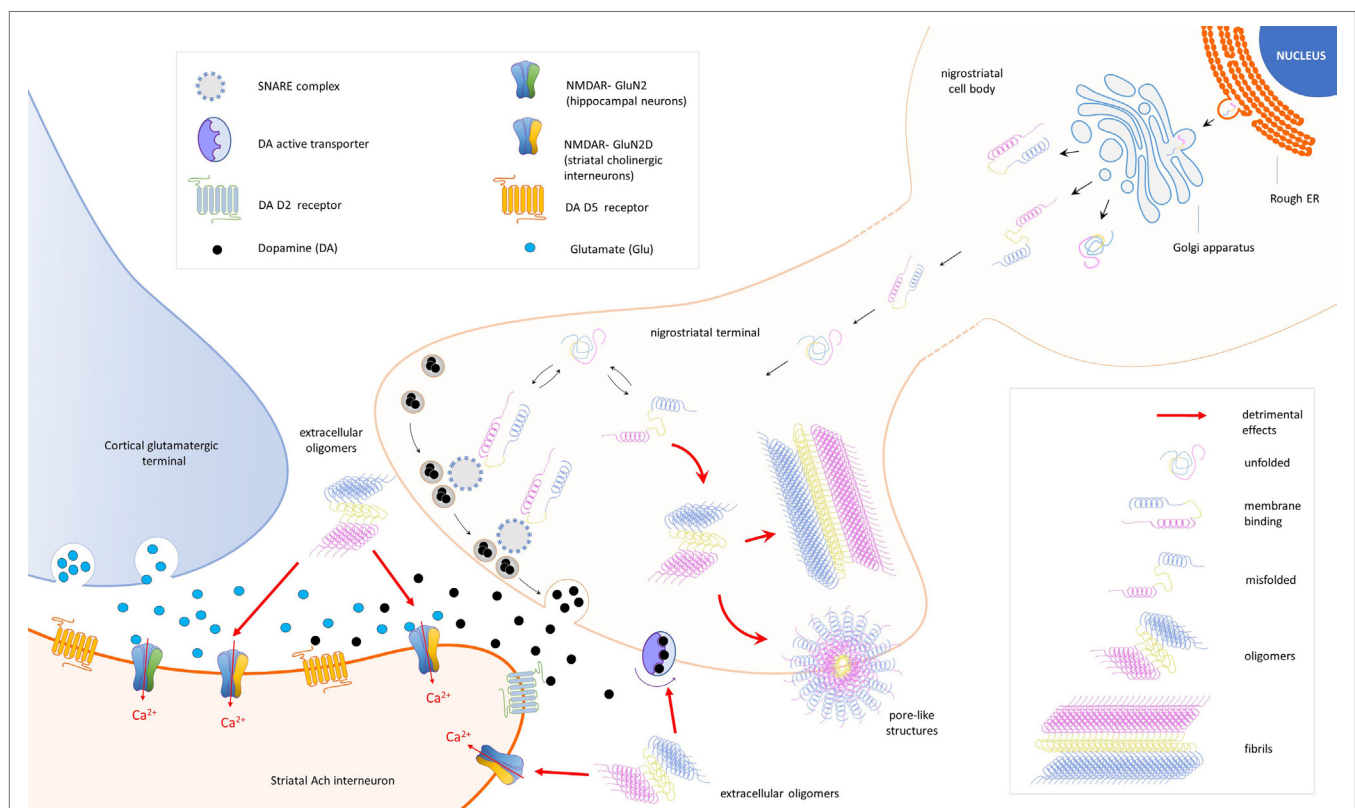 SNARE complex
DA active transporter
DA D2 receptor
Dopamine (DA)
NMDAR- GluN2
(hippocampal neurons)
NMDAR- GluN2D
(striatal cholinergic
interneurons)
DA D5 receptor
Glutamate (Glu)
nigrostriatal
cell body
NUCLEUS
Rough ER
Golgi apparatus
nigrostriatal terminal
Cortical glutamatergic
terminal
extracellular
oligomers
Ca2+
Ca2+
Ca2+
Ca2+
Striatal Ach interneuron
extracellular oligomers
pore-like
structures
detrimental
effects
unfolded
membrane
binding
misfolded
oligomers
fibrils